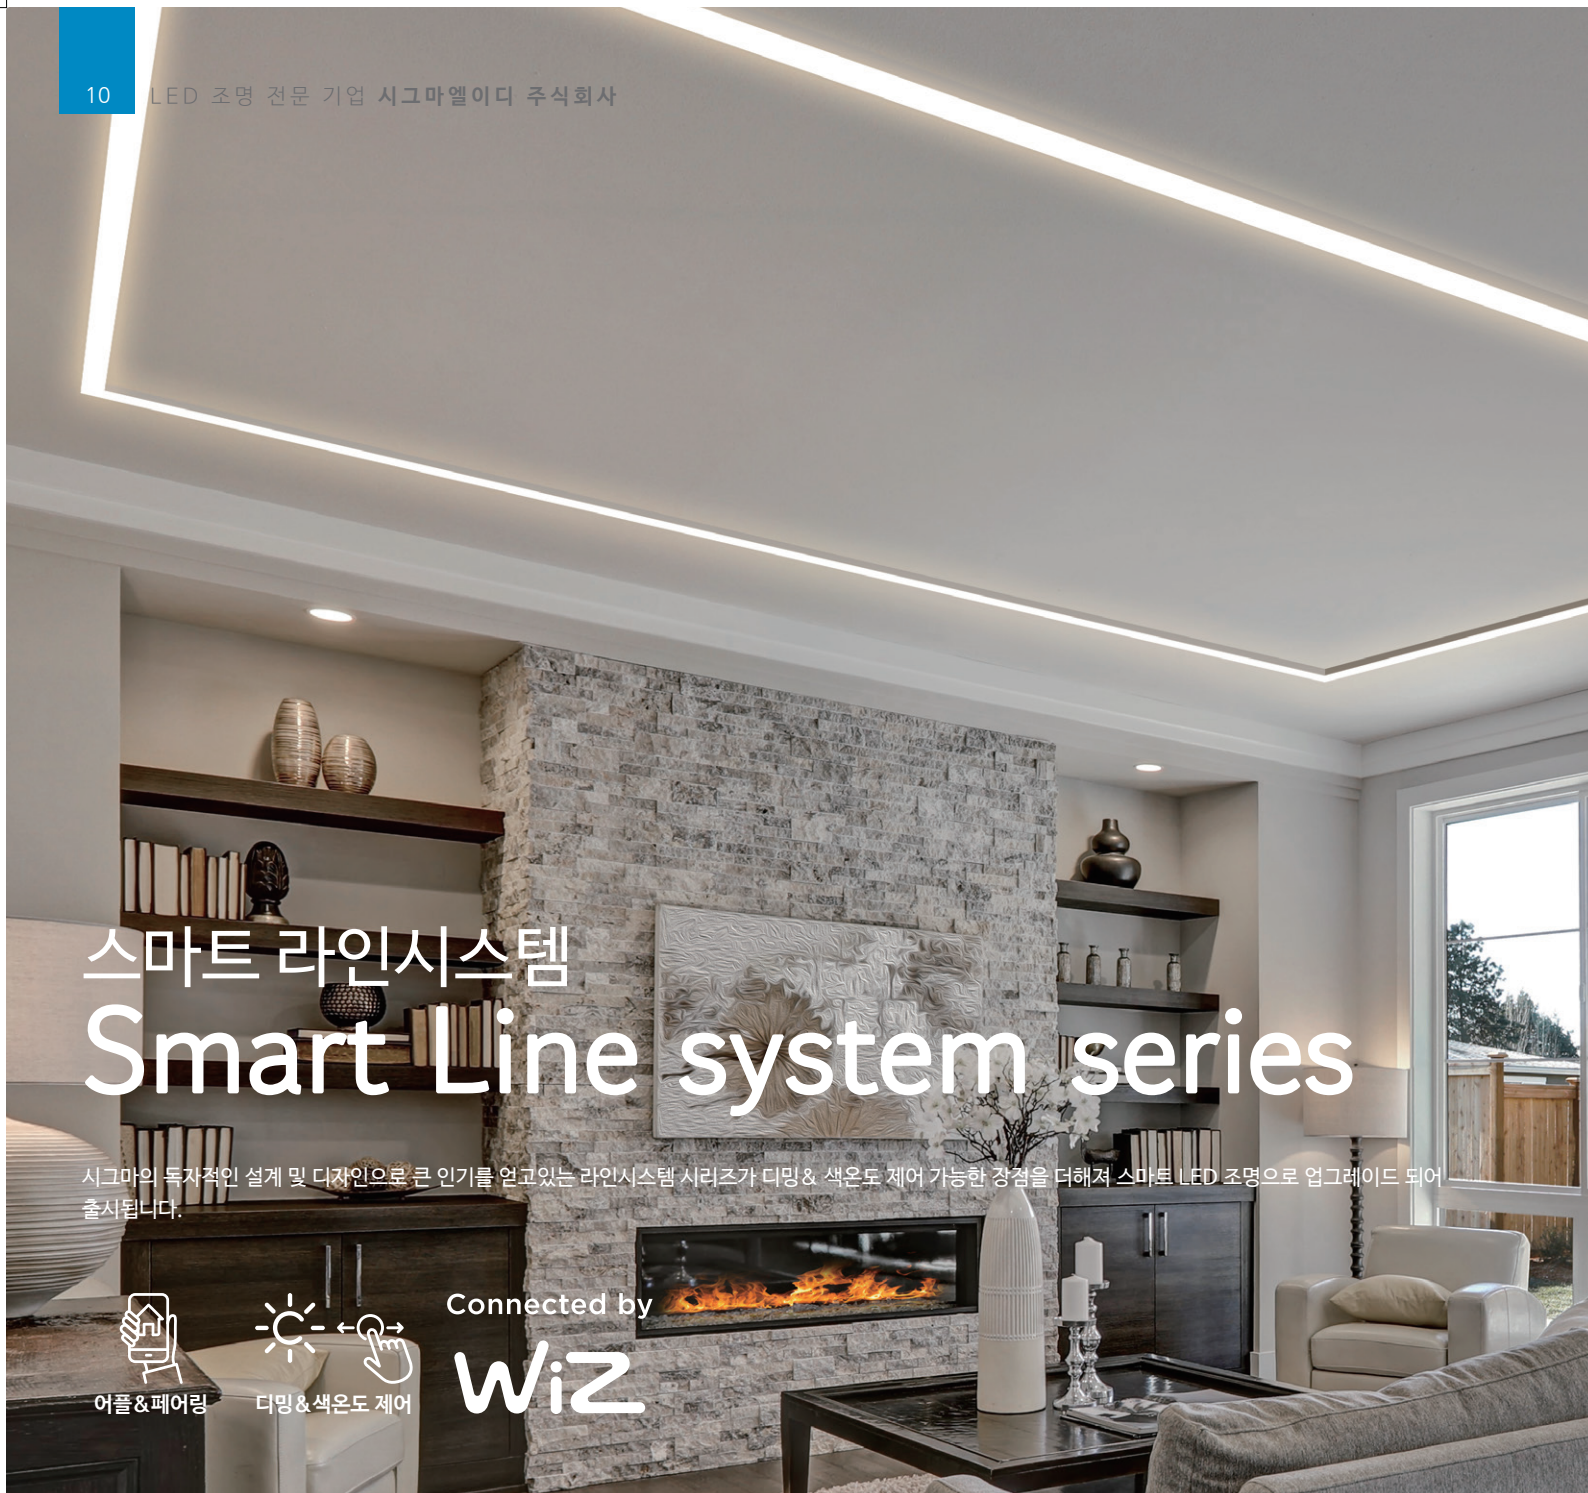 10 LED 조명 전문 기업 시그마엘이디 주식회사
스마트 라인시스템
Smart Line system series
시그마의 독자적인 설계 및 디자인으로 큰 인기를 얻고있는 라인시스템 시리즈가 디밍& 색온도 제어 가능한 장점을 더해져 스마트 LED 조명으로 업그레이드 되어
출시됩니다.
Connected by
WiZ
어플&페어링 디밍&색온도 제어